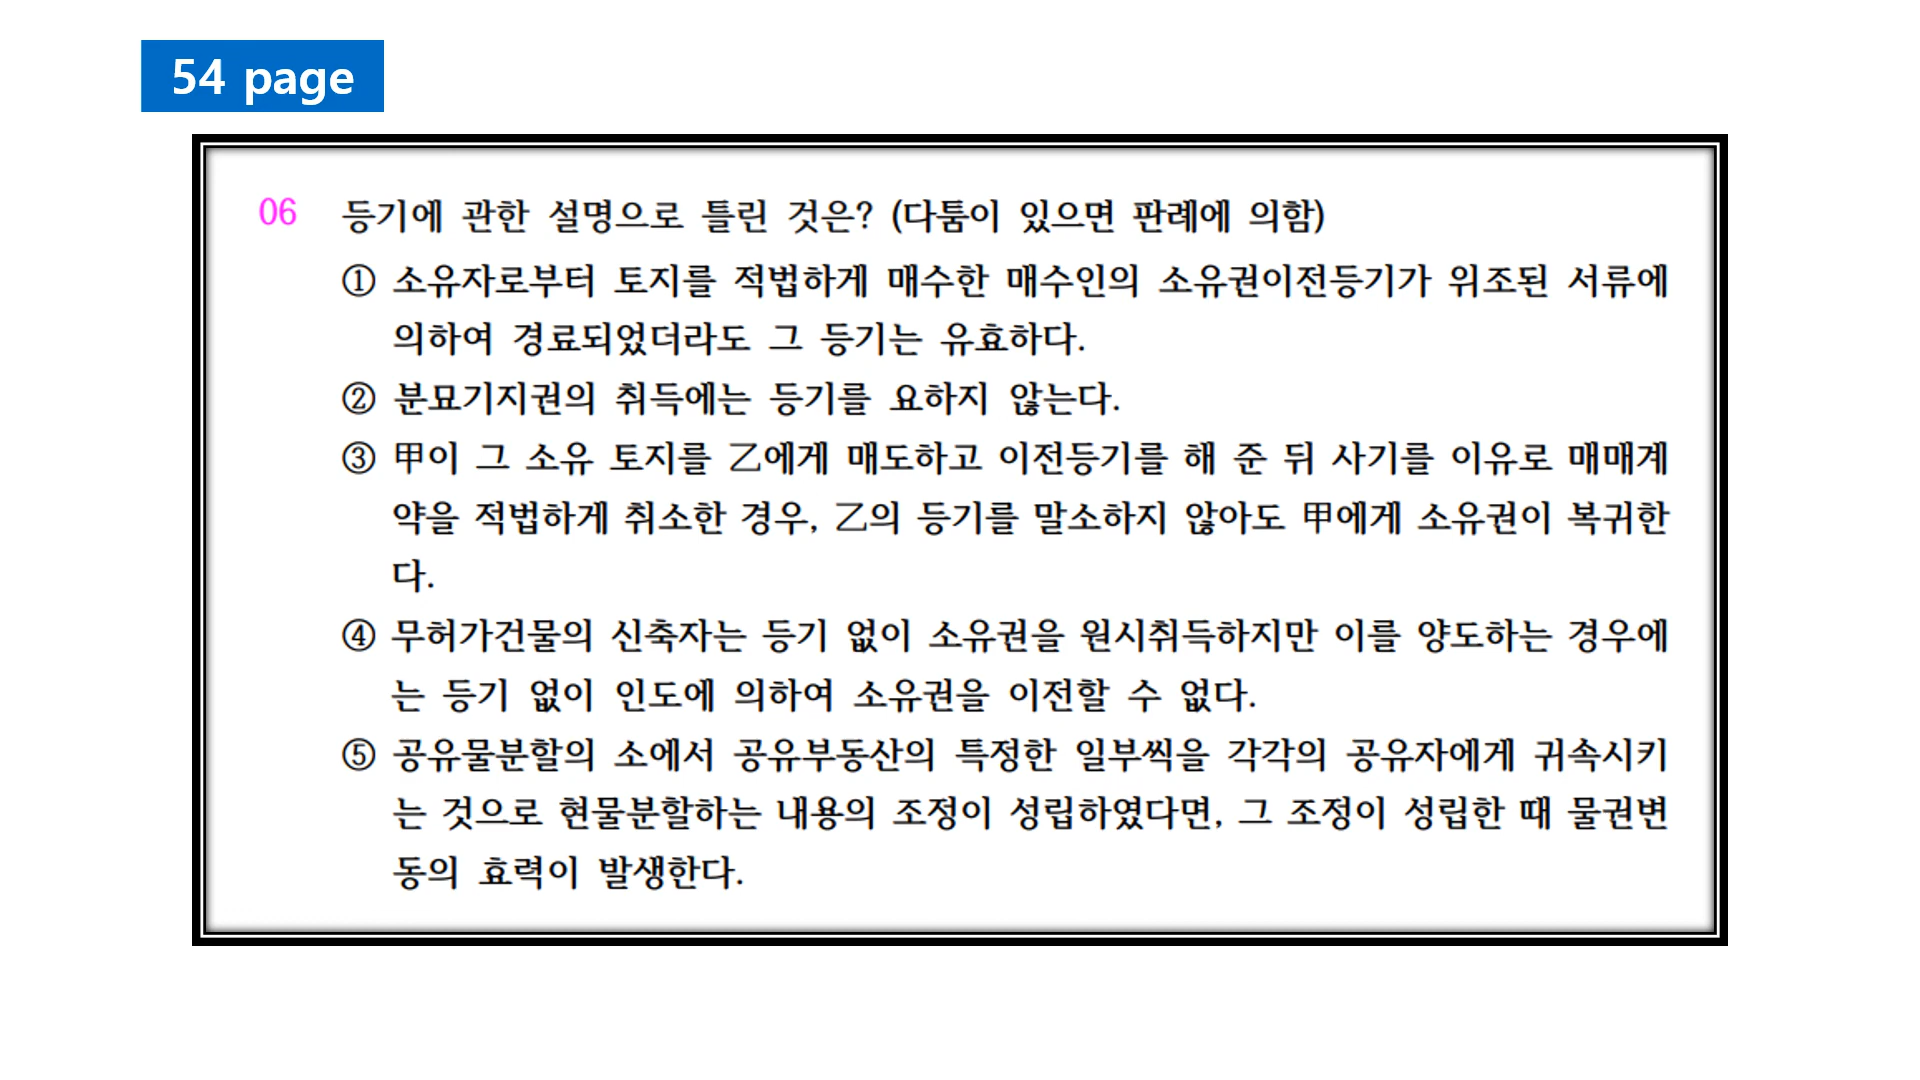 54 page
06 등기에 관한 설명으로 틀린 것은? (다툼이 있으면 판례에 의함)
① 소유자로부터 토지를 적법하게 매수한 매수인의 소유권이전등기가 위조된 서류에
의하여 경료되었더라도 그 등기는 유효하다.
② 분묘기지권의 취득에는 등기를 요하지 않는다.
③ 甲이 그 소유 토지를 乙에게 매도하고 이전등기를 해 준 뒤 사기를 이유로 매매계
약을 적법하게 취소한 경우, 乙의 등기를 말소하지 않아도 甲에게 소유권이 복귀한
다.
④ 무허가건물의 신축자는 등기 없이 소유권을 원시취득하지만 이를 양도하는 경우에
는 등기 없이 인도에 의하여 소유권을 이전할 수 없다.
⑤ 공유물분할의 소에서 공유부동산의 특정한 일부씩을 각각의 공유자에게 귀속시키
는 것으로 현물분할하는 내용의 조정이 성립하였다면, 그 조정이 성립한 때 물권변
동의 효력이 발생한다.